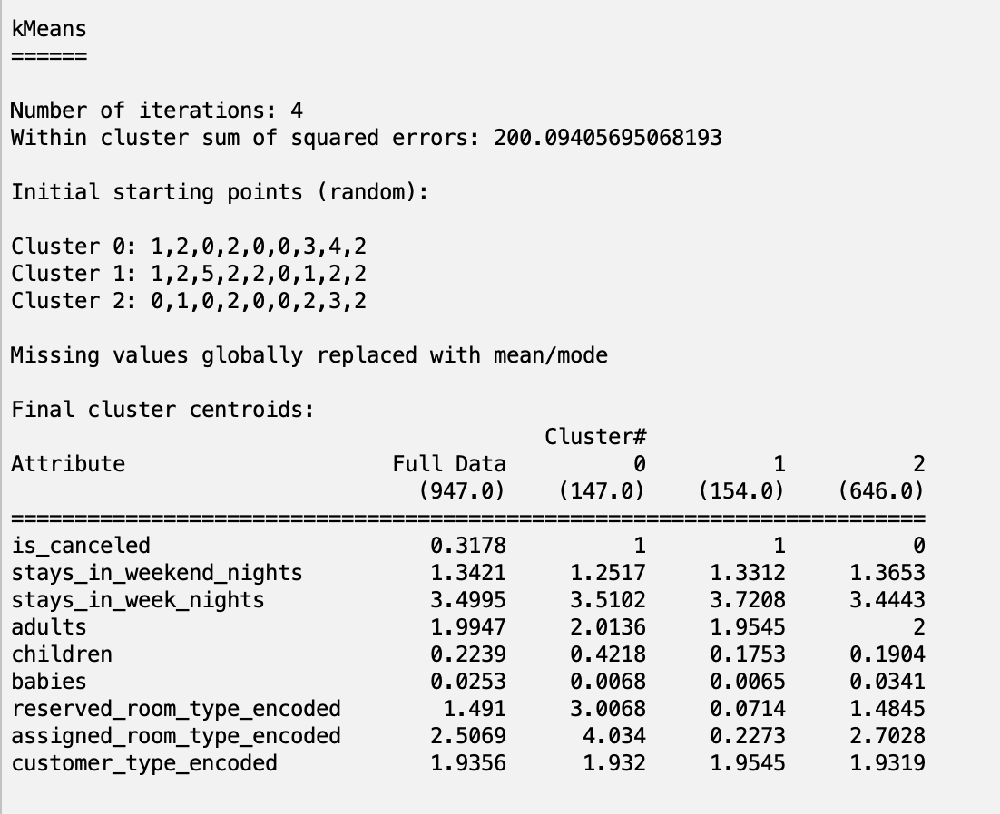 kMeans
======
Number of iterations: 4
Within cluster sum of squared errors: 200.09405695068193
Initial starting points (random):
Cluster 0: 1,2,0,2,0,0,3,4,2
Cluster 1: 1,2,5,2,2,0,1,2,2
Cluster 2: 0,1,0,2,0,0,2,3,2
Missing values globally replaced with mean/mode
Final cluster centroids:
Cluster#
Attribute Full Data 0 1 2
(947.0) (147.0) (154.0) (646.0)
========================================================================
is_canceled 0.3178 1 1 0
stays_in_weekend_nights 1.3421 1.2517 1.3312 1.3653
stays_in_week_nights 3.4995 3.5102 3.7208 3.4443
adults 1.9947 2.0136 1.9545 2
children 0.2239 0.4218 0.1753 0.1904
babies 0.0253 0.0068 0.0065 0.0341
reserved_room_type_encoded 1.491 3.0068 0.0714 1.4845
assigned_room_type_encoded 2.5069 4.034 0.2273 2.7028
customer_type_encoded 1.9356 1.932 1.9545 1.9319